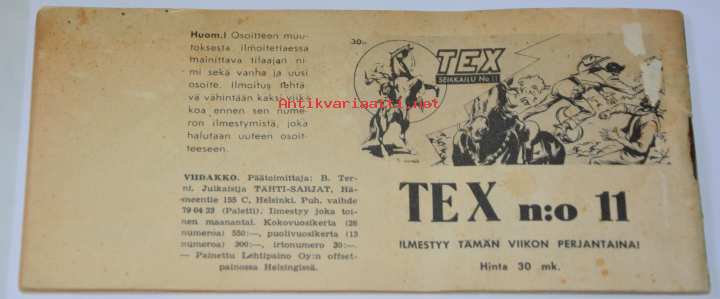 Huom.! Osoitteen muu-
toksesta ilmoitettaessa
mainittava tilaajan ni-
mi sekä vanha ja uusi
osoite. Ilmoitus tehtä-
vä vähintään kaksi viik-
koa ennen sen nume-
ron ilmestymistä, joka
halutaan uuteen osoit-
teeseen.
VIIDAKKO. Päätoimittaja: B. Ter-
ni. Julkaisija TÄHTI-SARJAT, Hä-
meentie 155 C, Helsinki. Puh. vaihde
79 04 23 (Paletti). Ilmestyy joka toi-
nen maanantai. Kokovuosikerta (26
numeroa) 550:—, puolivuosikerta (13
numeroa) 300:—, irtonumero 30:—.
— Painettu Lehtipaino Oy:n offset-
painossa Helsingissä.
30:-
TEX
SEIKKAILU No 11
Antikvariaatti.net
TEX n:o 11
ILMESTYY TÄMÄN VIIKON PERJANTAINA!
Hinta 30 mk.